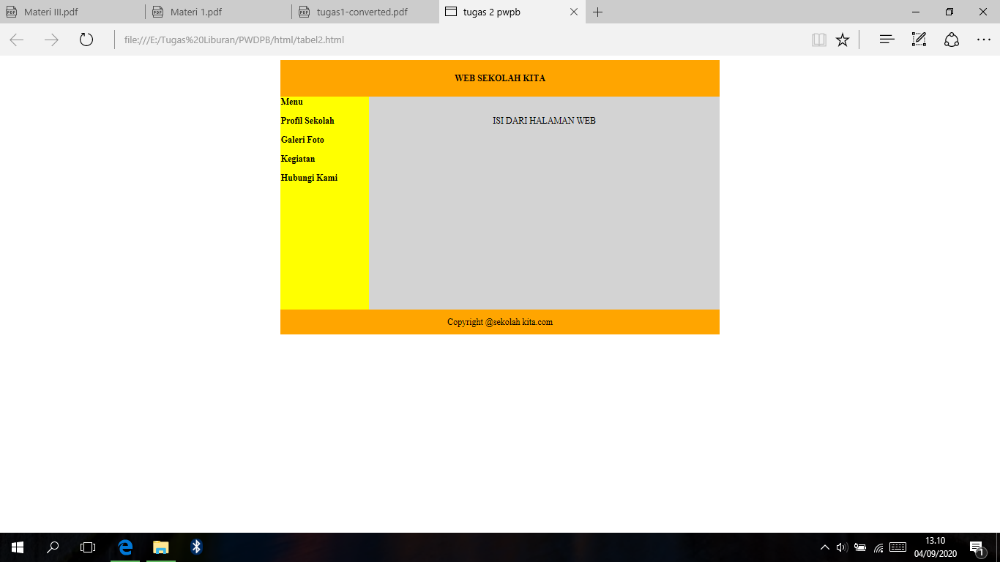 Materi III.pdf
Materi 1.pdf
tugas1-converted.pdf
tugas 2 pwpb
file:///E:/Tugas%20Liburan/PWDPB/html/tabel2.html
WEB SEKOLAH KITA
Menu
Profil Sekolah
ISI DARI HALAMAN WEB
Galeri Foto
Kegiatan
Hubungi Kami
Copyright @sekolah kita.com
13.10
04/09/2020
1